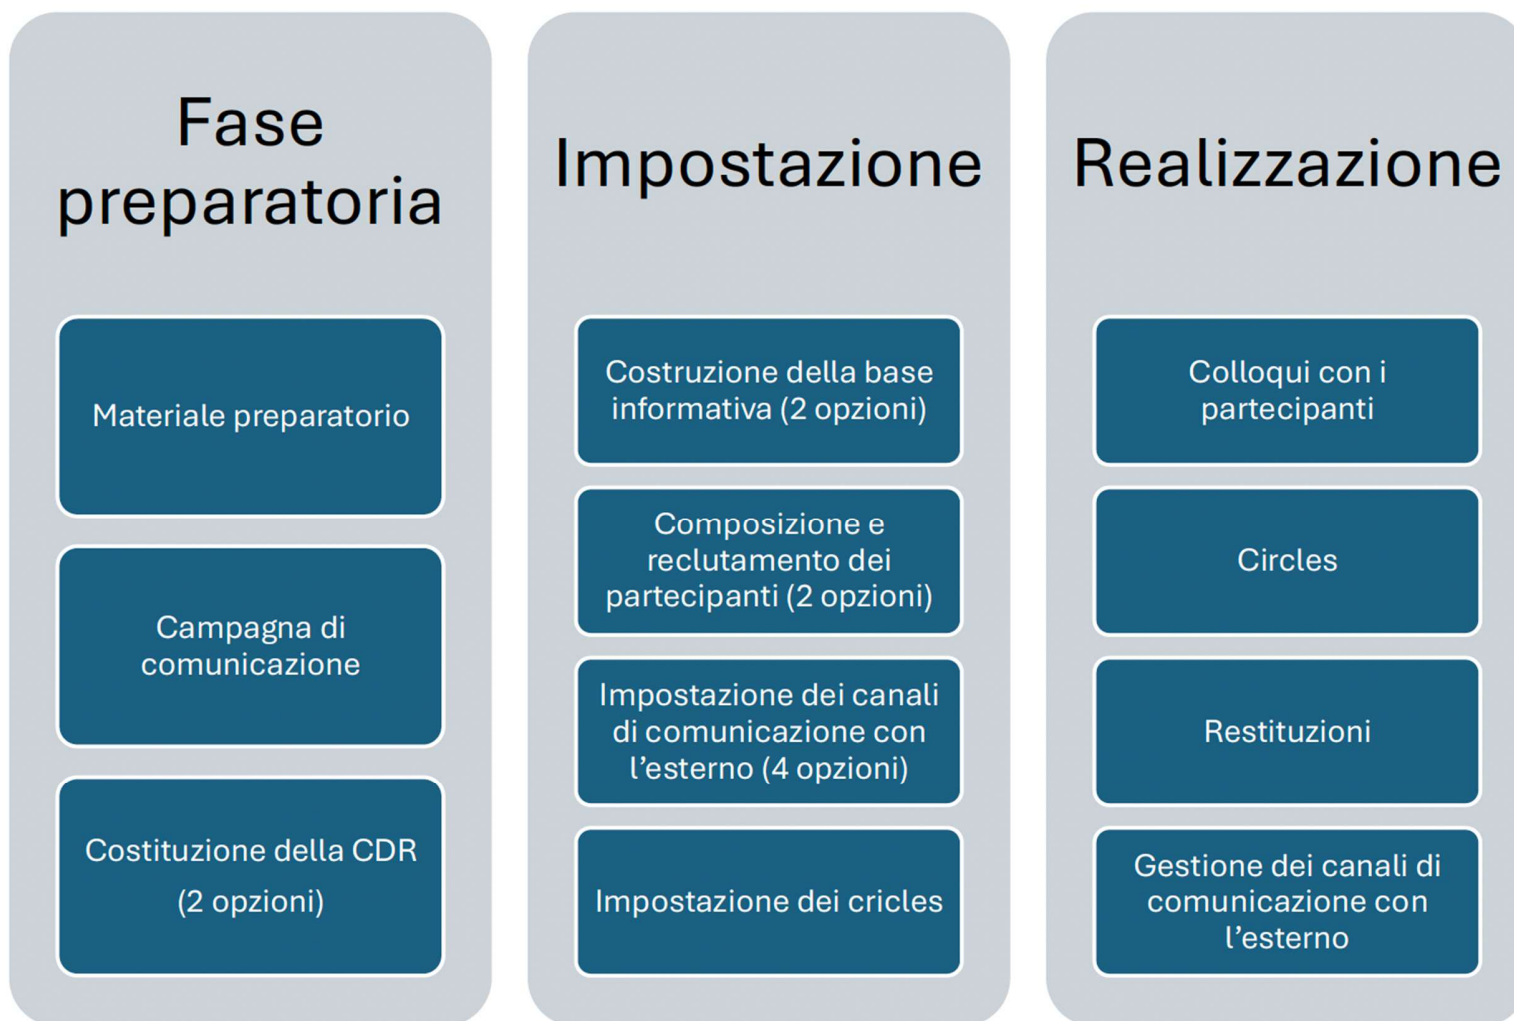 Fase
preparatoria
Materiale preparatorio
Campagna di
comunicazione
Costituzione della CDR
(2 opzioni)
Impostazione
Costruzione della base
informativa (2 opzioni)
Composizione e
reclutamento dei
partecipanti (2 opzioni)
Impostazione dei canali
di comunicazione con
l’esterno (4 opzioni)
Impostazione dei cricles
Realizzazione
Colloqui con i
partecipanti
Circles
Restituzioni
Gestione dei canali di
comunicazione con
l’esterno